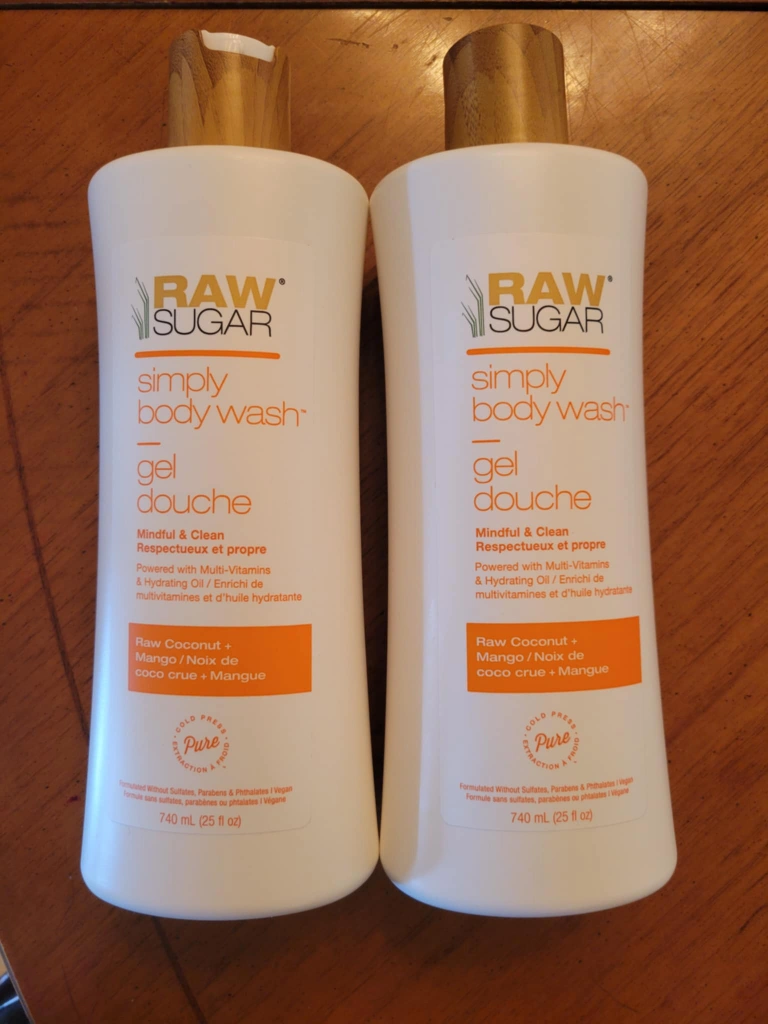 RAW®
SUGAR
simply
body wash™
gel
douche
Mindful & Clean
Respectueux et propre
Powered with Multi-Vitamins
& Hydrating Oil / Enrichi de
multivitamines et d'huile hydratante
Raw Coconut +
Mango / Noix de
coco crue + Mangue
• COLD PRESS •
Pure
EXTRACTION À FROID
Formulated Without Sulfates, Parabens & Phthalates I Vegan
Formule sans sulfates, parabènes ou phtalates I Végane
740 mL (25 fl oz)
RAW®
SUGAR
simply
body wash™
gel
douche
Mindful & Clean
Respectueux et propre
Powered with Multi-Vitamins
& Hydrating Oil / Enrichi de
multivitamines et d'huile hydratante
Raw Coconut +
Mango / Noix de
coco crue + Mangue
• COLD PRESS •
Pure
EXTRACTION À FROID
Formulated Without Sulfates, Parabens & Phthalates I Vegan
Formule sans sulfates, parabènes ou phtalates I Végane
740 mL (25 fl oz)